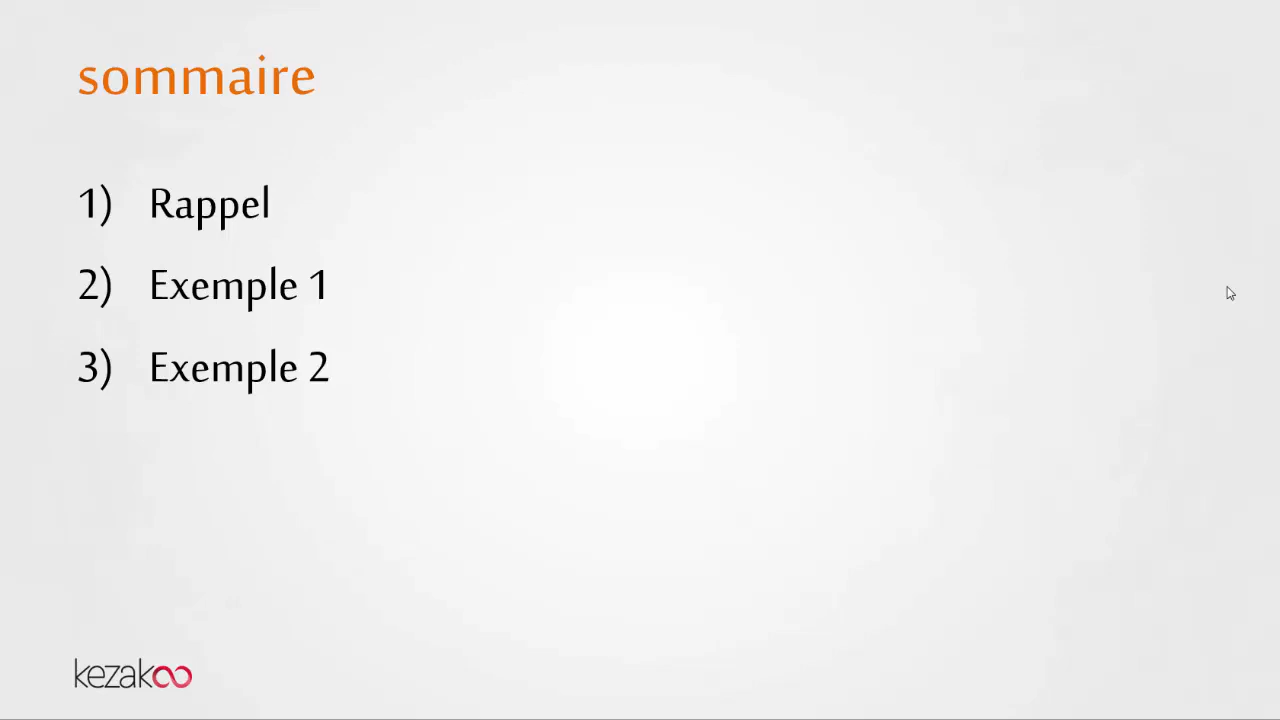 sommaire
1) Rappel
2) Exemple 1
3) Exemple 2
kezakoo